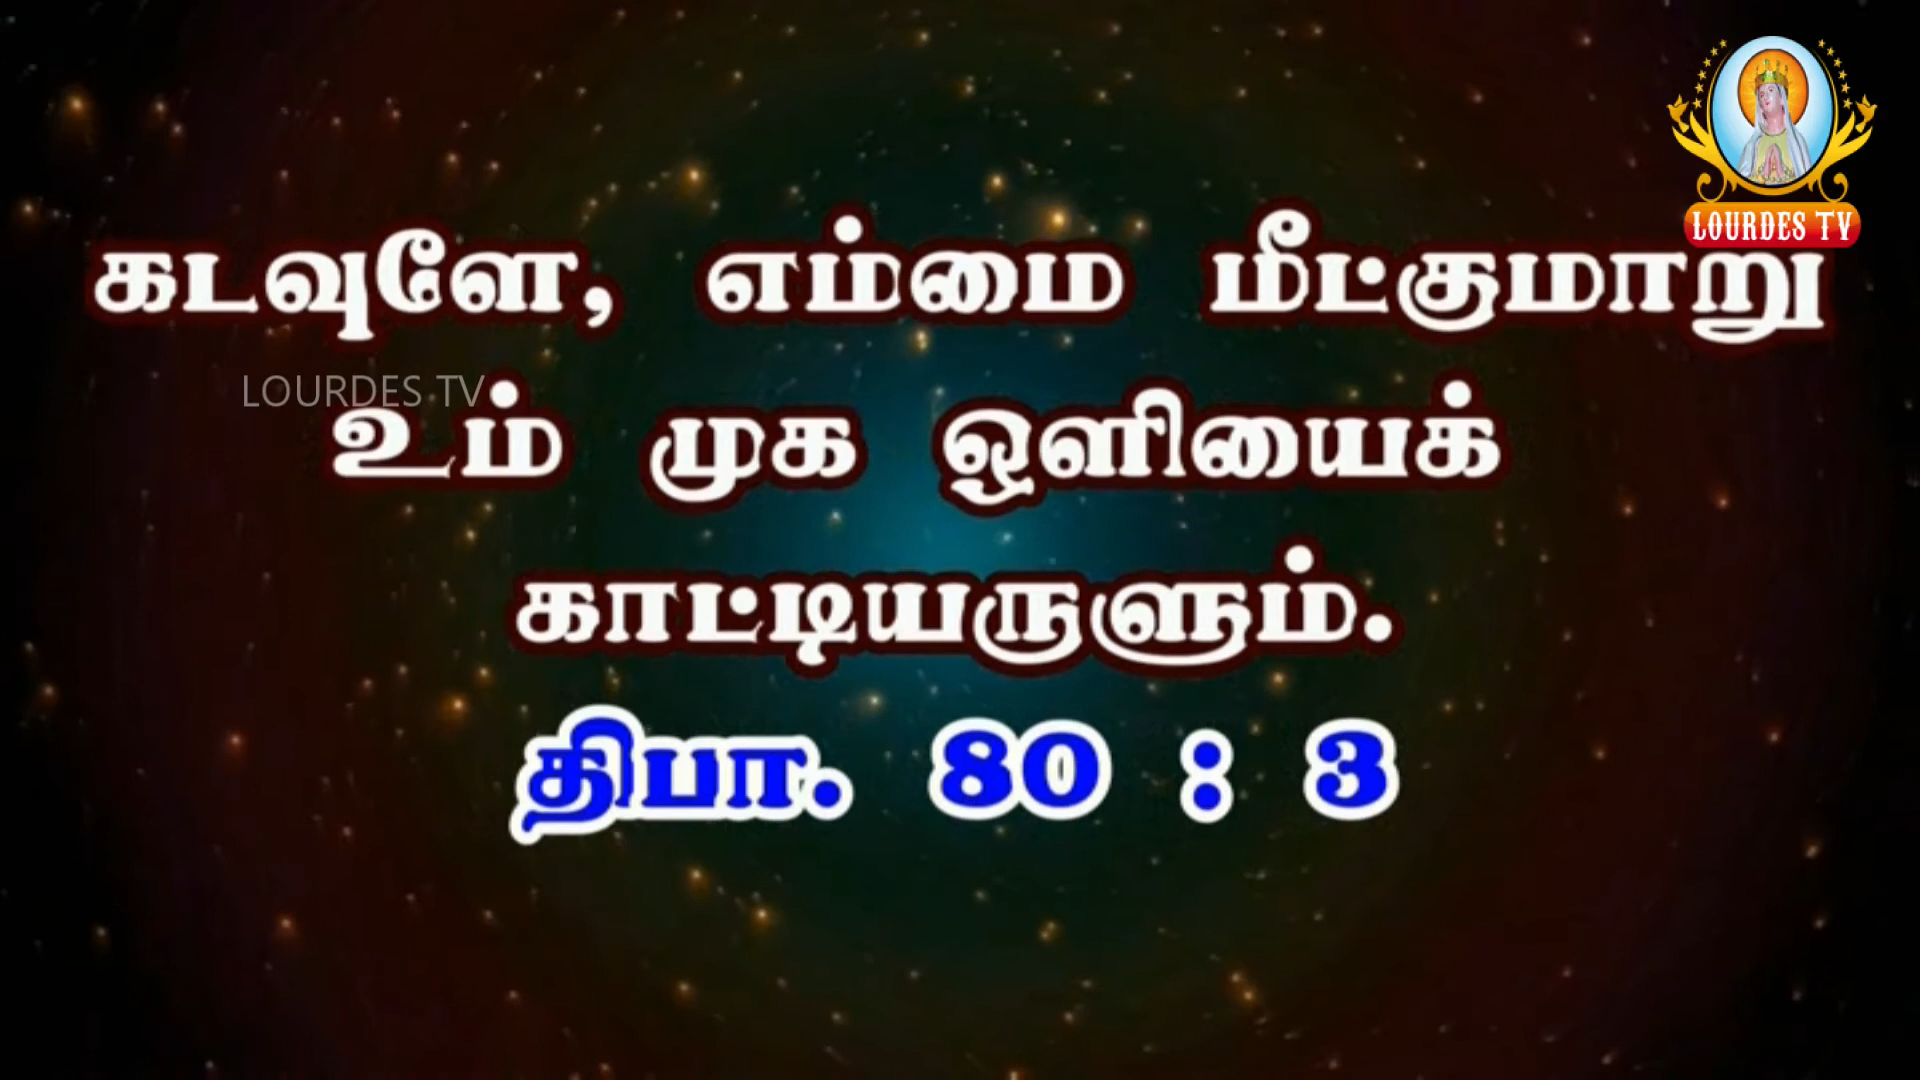 LOURDES TV
கடவுளே, எம்மை மீட்குமாறு
LOURDES TV
உம் முக ஒளியைக்
காட்டியருளும்.
திபா. 80 : 3